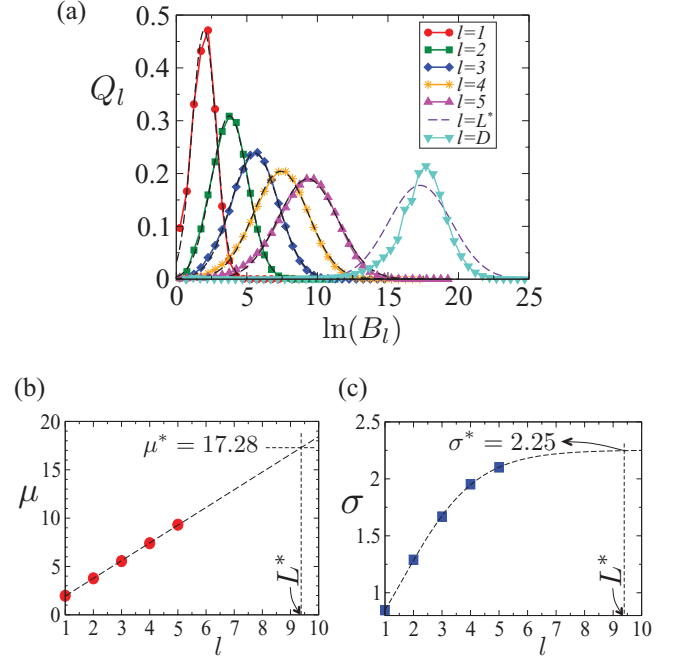 (a)
Q_l
0.5
0.4
0.3
0.2
0.1
0
l=1
l=2
l=3
l=4
l=5
l=L*
l=D
0 5 10 15 20 25
ln(B_l)
(b)
μ
20
15
10
5
0
μ* = 17.28
L*
1 2 3 4 5 6 7 8 9 10
l
(c)
σ
2.5
2
1.5
1
σ* = 2.25
L*
1 2 3 4 5 6 7 8 9 10
l